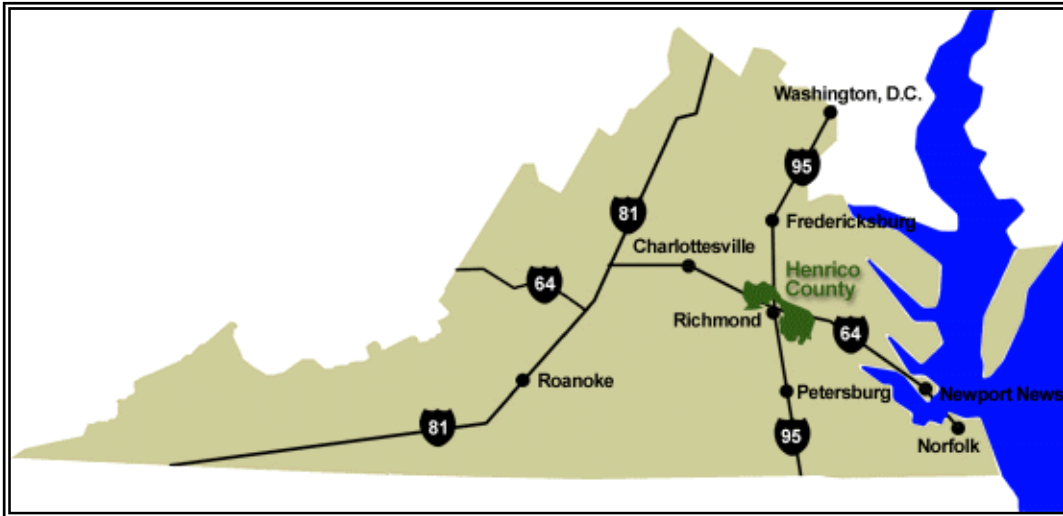 Washington, D.C.
95
81
Fredericksburg
Charlottesville
Henrico
County
64
Richmond
64
Roanoke
Petersburg
Newport News
81
95
Norfolk